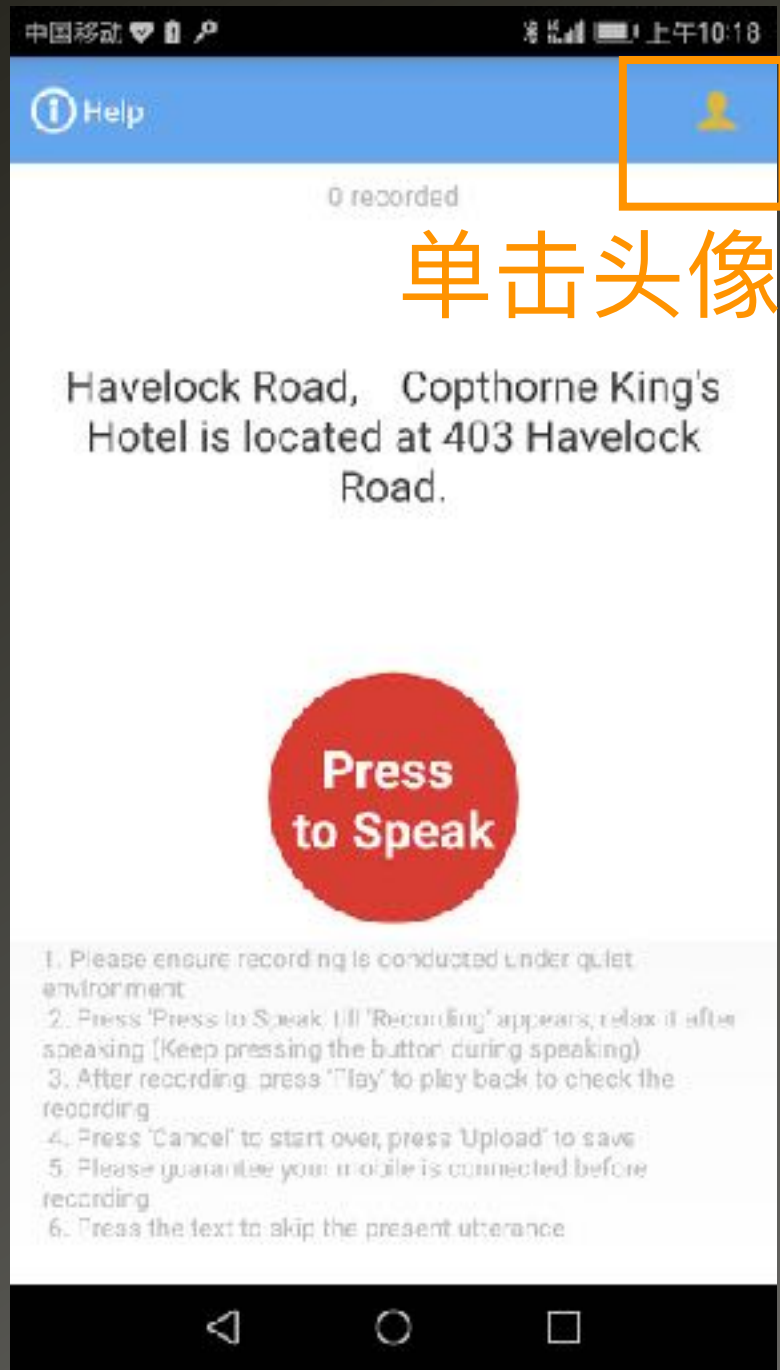 中国移动
上午10:18
Help
0 recorded
单击头像
Havelock Road, Copthorne King's
Hotel is located at 403 Havelock
Road.
Press
to Speak
1. Please ensure recording is conducted under quiet
environment
2. Press 'Press to Speak' till 'Recording' appears, relax it after
speaking (Keep pressing the button during speaking)
3. After recording, press 'Play' to play back to check the
recording
4. Press 'Cancel' to start over, press 'Upload' to save
5. Please guarantee your mobile is connected before
recording
6. Press the text to skip the present utterance